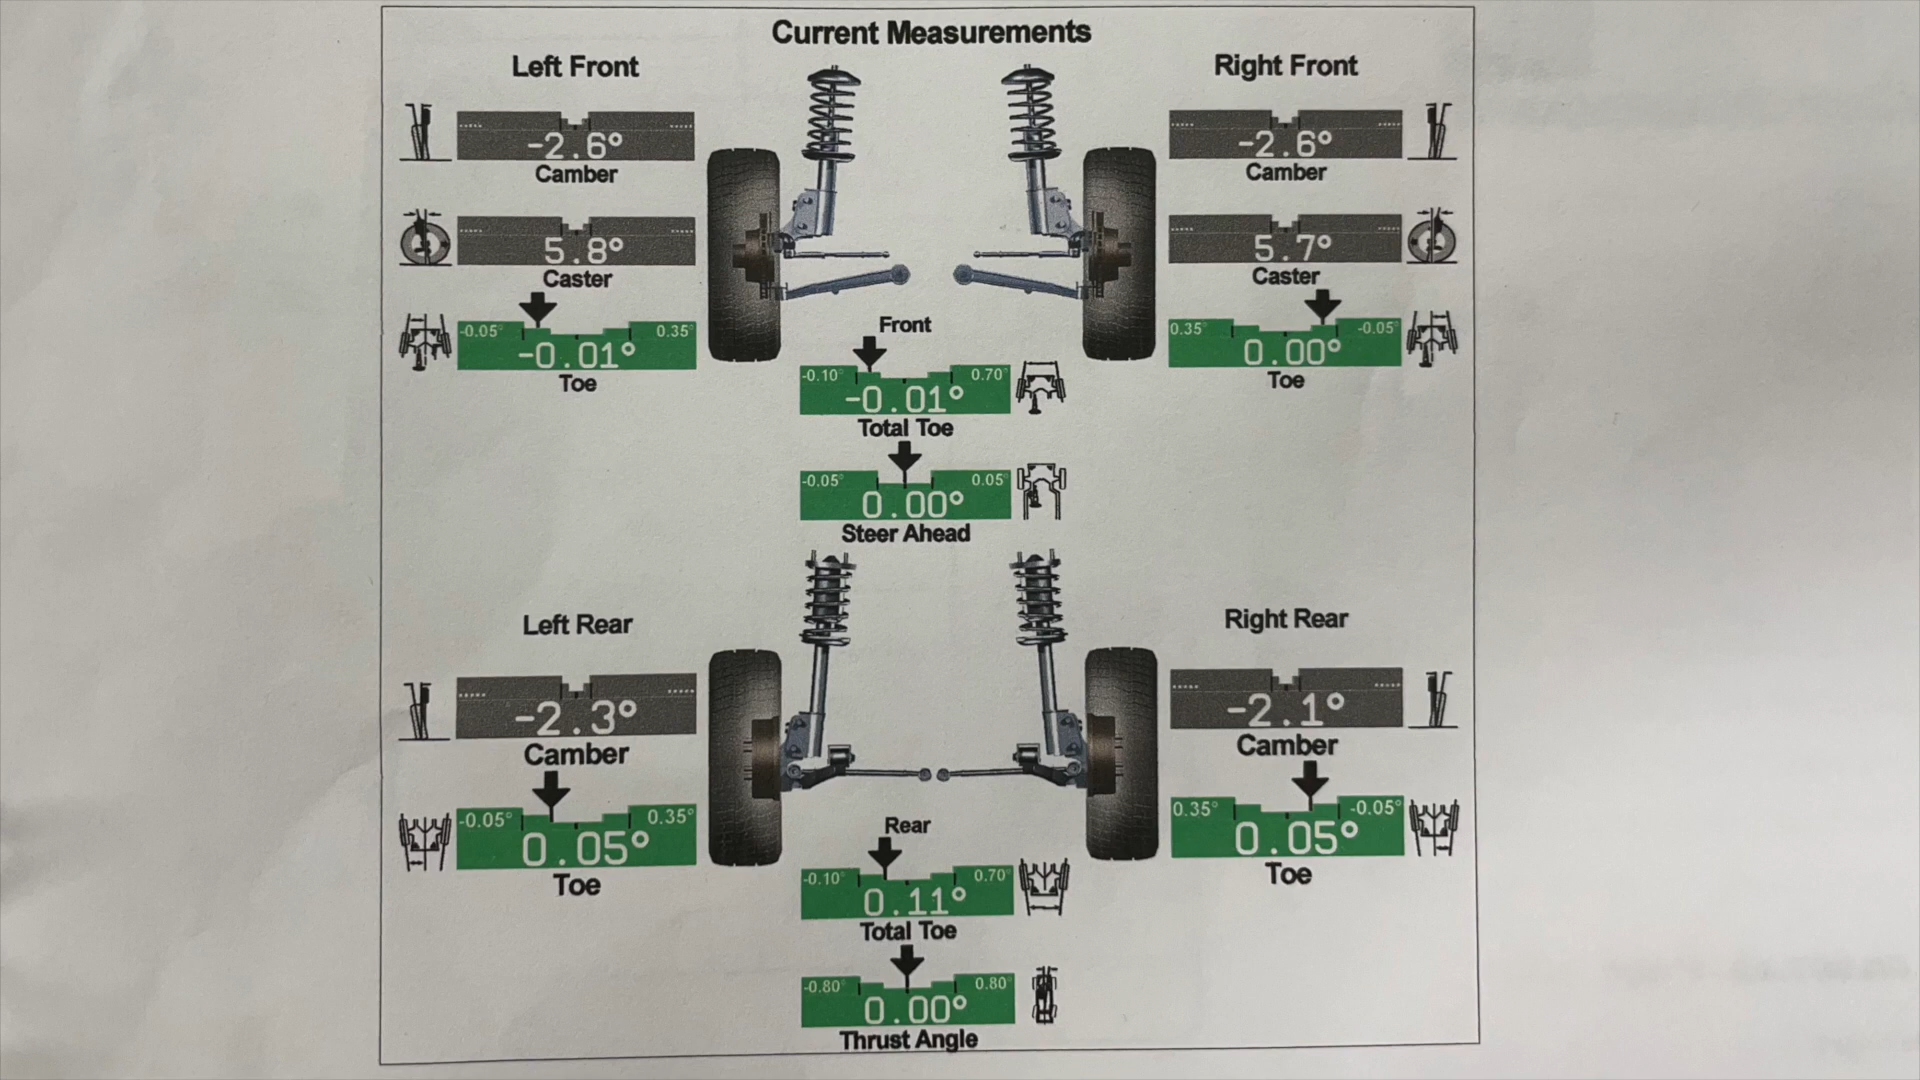 Current Measurements
Left Front
Right Front
-2.6°
Camber
-2.6°
Camber
5.8°
Caster
5.7°
Caster
-0.05° 0.35°
-0.01°
Toe
0.35° -0.05°
0.00°
Toe
Front
-0.10° 0.70°
-0.01°
Total Toe
-0.05° 0.05°
0.00°
Steer Ahead
Left Rear
Right Rear
-2.3°
Camber
-2.1°
Camber
-0.05° 0.35°
0.05°
Toe
0.35° -0.05°
0.05°
Toe
Rear
-0.10° 0.70°
0.11°
Total Toe
-0.80° 0.80°
0.00°
Thrust Angle